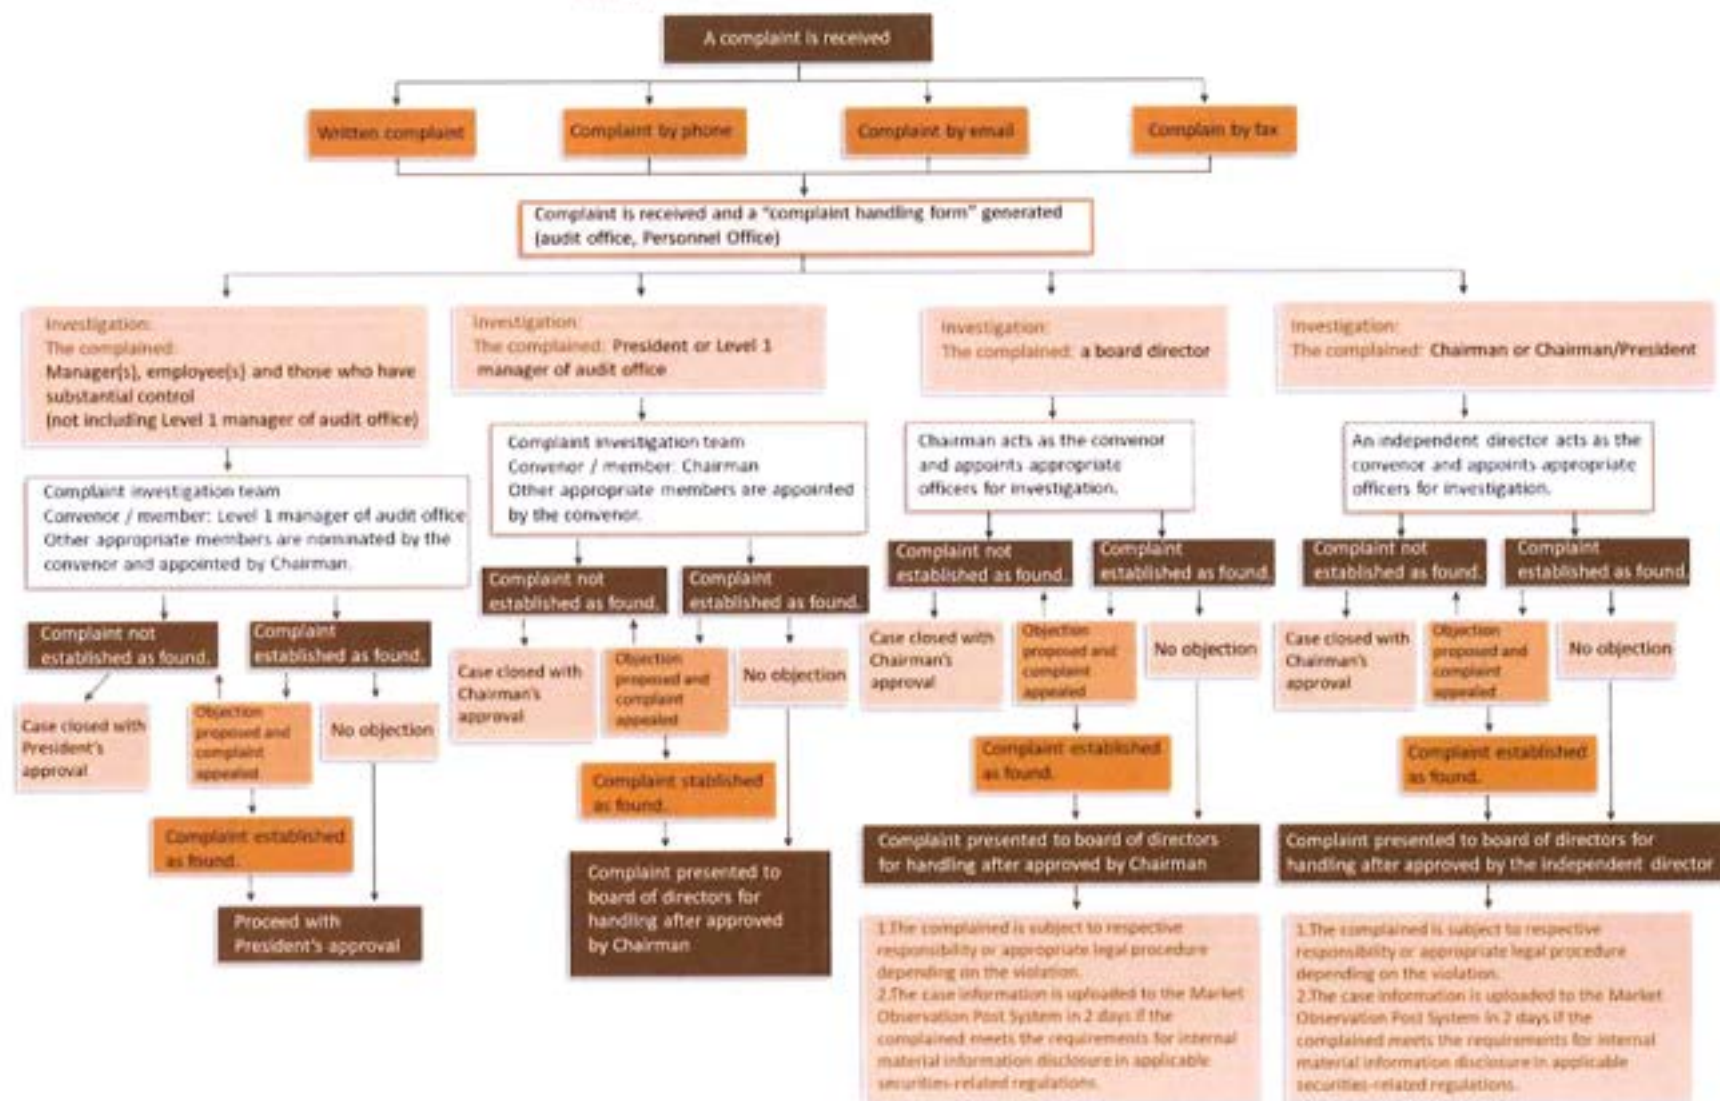 A complaint is received
Written complaint
Complaint by phone
Complaint by email
Complain by fax
Complaint is received and a “complaint handling form” generated
(audit office, Personnel Office)
Investigation:
The complained:
Manager(s), employee(s) and those who have
substantial control
(not including Level 1 manager of audit office)
Investigation:
The complained: President or Level 1
manager of audit office
Investigation:
The complained: a board director
Investigation:
The complained: Chairman or Chairman/President
Complaint investigation team
Convenor / member: Level 1 manager of audit office
Other appropriate members are nominated by the
convenor and appointed by Chairman.
Complaint investigation team
Convenor / member: Chairman
Other appropriate members are appointed
by the convenor.
Chairman acts as the convenor
and appoints appropriate
officers for investigation.
An independent director acts as the
convenor and appoints appropriate
officers for investigation.
Complaint not
established as found.
Complaint
established as found.
Case closed with
President's
approval
Objection
proposed and
complaint
appealed
No objection
Complaint established
as found.
Proceed with
President's approval
Complaint not
established as found.
Complaint
established as found.
Case closed with
Chairman's
approval
Objection
proposed and
complaint
appealed
No objection
Complaint stablished
as found.
Complaint presented to
board of directors for
handling after approved
by Chairman
Complaint not
established as found.
Complaint
established as found.
Case closed with
Chairman's
approval
Objection
proposed and
complaint
appealed
No objection
Complaint established
as found.
Complaint presented to board of directors
for handling after approved by Chairman
1.The complained is subject to respective
responsibility or appropriate legal procedure
depending on the violation.
2.The case information is uploaded to the Market
Observation Post System in 2 days if the
complained meets the requirements for internal
material information disclosure in applicable
securities-related regulations.
Complaint not
established as found.
Complaint
established as found.
Case closed with
Chairman's
approval
Objection
proposed and
complaint
appealed
No objection
Complaint established
as found.
Complaint presented to board of directors for
handling after approved by the independent director
1.The complained is subject to respective
responsibility or appropriate legal procedure
depending on the violation.
2.The case information is uploaded to the Market
Observation Post System in 2 days if the
complained meets the requirements for internal
material information disclosure in applicable
securities-related regulations.